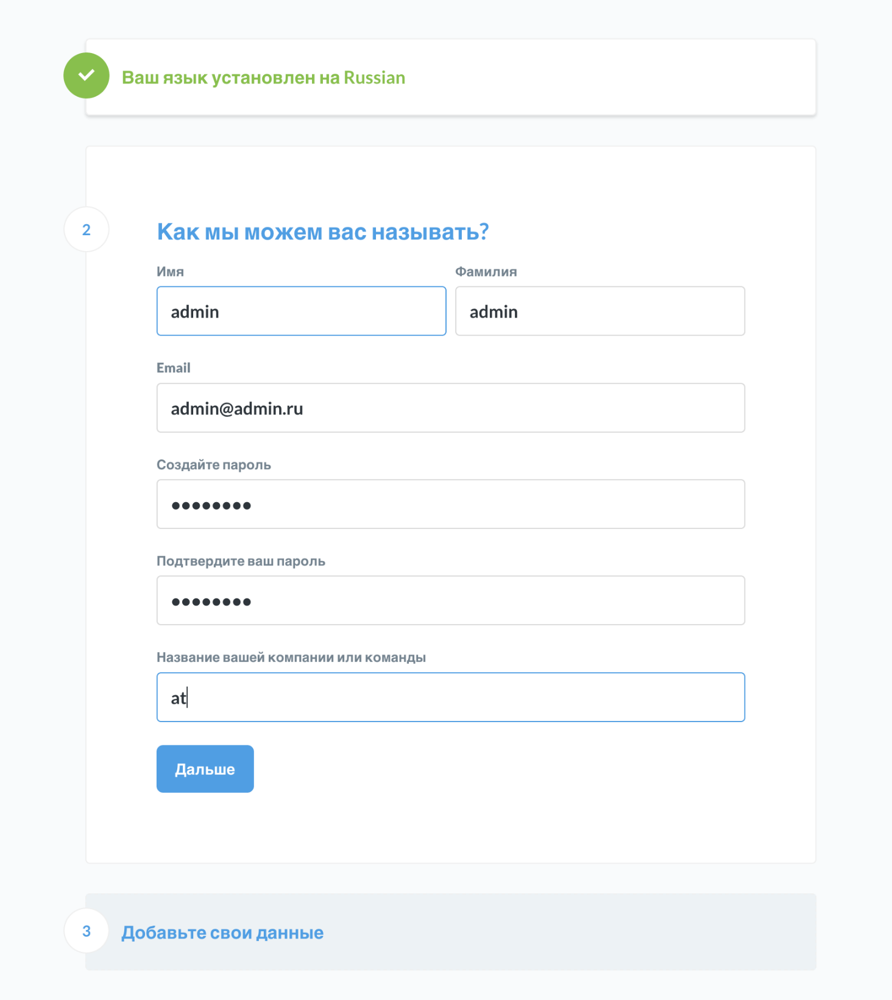 Ваш язык установлен на Russian
2
Как мы можем вас называть?
Имя
Фамилия
admin
admin
Email
admin@admin.ru
Создайте пароль
••••••••
Подтвердите ваш пароль
••••••••
Название вашей компании или команды
at
Дальше
3
Добавьте свои данные